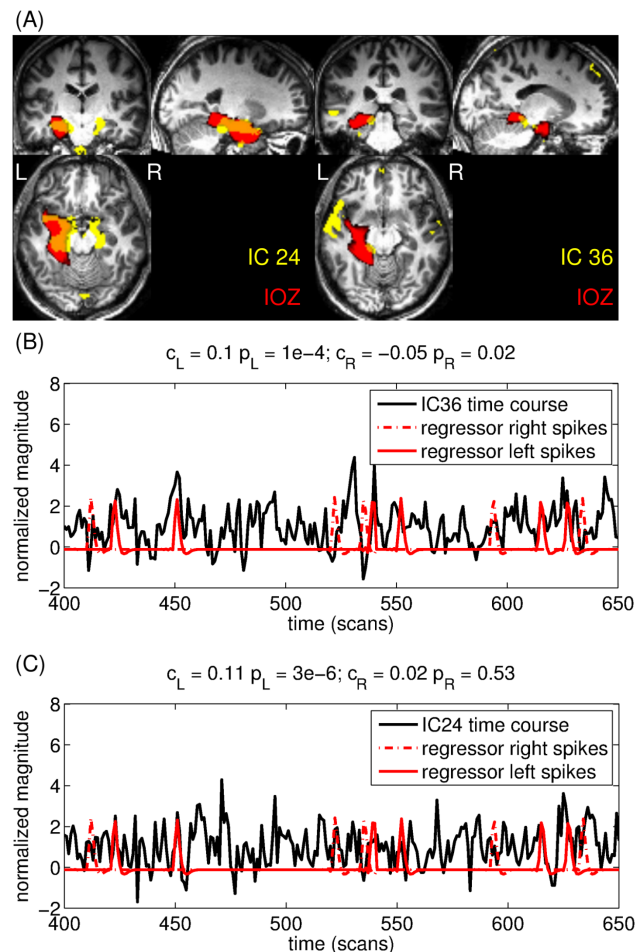 (A)
L R L R
IC 24 IC 36
IOZ IOZ
(B)
c_L = 0.1 p_L = 1e−4; c_R = −0.05 p_R = 0.02
normalized magnitude
8
6
4
2
0
−2
IC36 time course
regressor right spikes
regressor left spikes
400 450 500 550 600 650
time (scans)
(C)
c_L = 0.11 p_L = 3e−6; c_R = 0.02 p_R = 0.53
normalized magnitude
8
6
4
2
0
−2
IC24 time course
regressor right spikes
regressor left spikes
400 450 500 550 600 650
time (scans)